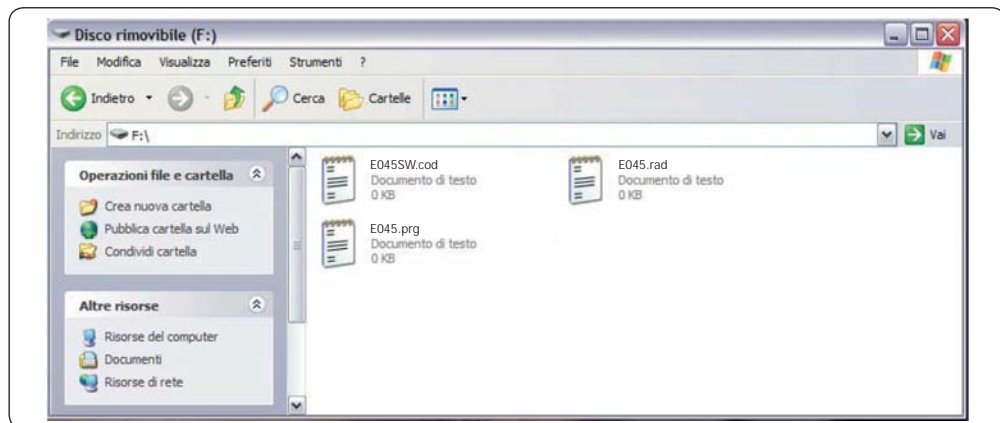 Disco rimovibile (F:)
File Modifica Visualizza Preferiti Strumenti ?
Indietro Cerca Cartelle
Indirizzo F:\ Vai
Operazioni file e cartella
Crea nuova cartella
Pubblica cartella sul Web
Condividi cartella
Altre risorse
Risorse del computer
Documenti
Risorse di rete
E045SW.cod
Documento di testo
0 KB
E045.rad
Documento di testo
0 KB
E045.prg
Documento di testo
0 KB